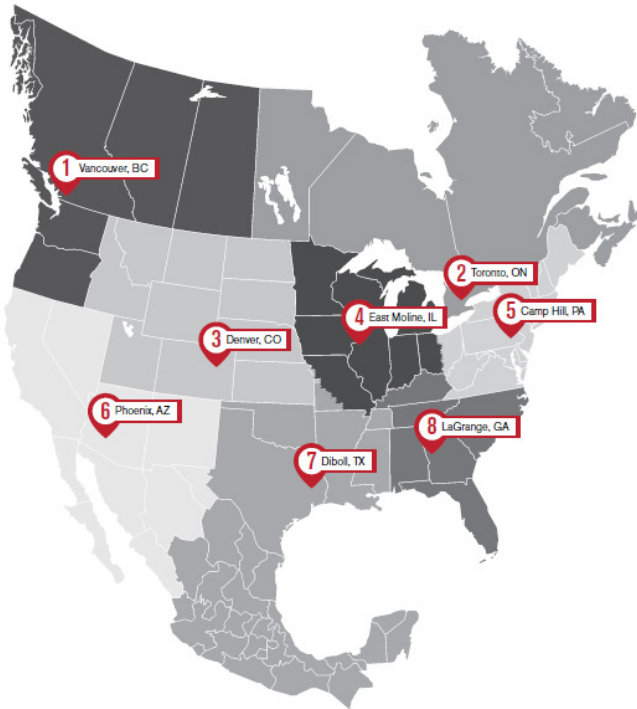 1 Vancouver, BC
2 Toronto, ON
3 Denver, CO
4 East Moline, IL
5 Camp Hill, PA
6 Phoenix, AZ
7 Diboll, TX
8 LaGrange, GA